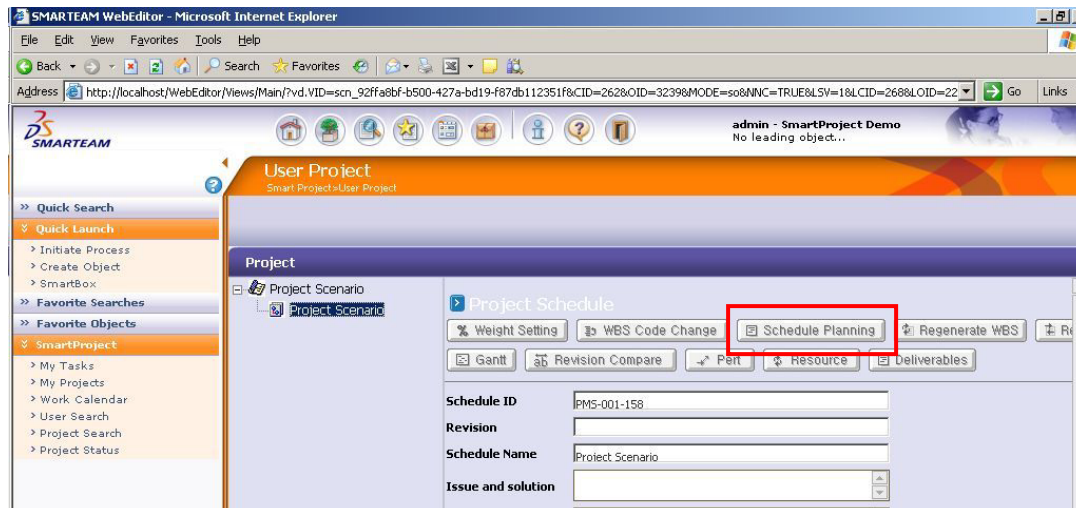 SMARTEAM WebEditor - Microsoft Internet Explorer
File Edit View Favorites Tools Help
Back Search Favorites
Address http://localhost/WebEditor/Views/Main/?vd.VID=scn_92ffa8bf-b500-427a-bd19-f87db112351f&CID=262&OID=32398&MODE=so&NNC=TRUE&LSV=1&LCID=268&LOID=22 Go Links
SMARTEAM
admin - SmartProject Demo
No leading object...
User Project
Smart Project»User Project
Quick Search
Quick Launch
Initiate Process
Create Object
SmartBox
Favorite Searches
Favorite Objects
SmartProject
My Tasks
My Projects
Work Calendar
User Search
Project Search
Project Status
Project
Project Scenario
Project Scenario
Project Schedule
Weight Setting WBS Code Change Schedule Planning Regenerate WBS
Gantt Revision Compare Pert Resource Deliverables
Schedule ID PMS-001-158
Revision
Schedule Name Project Scenario
Issue and solution